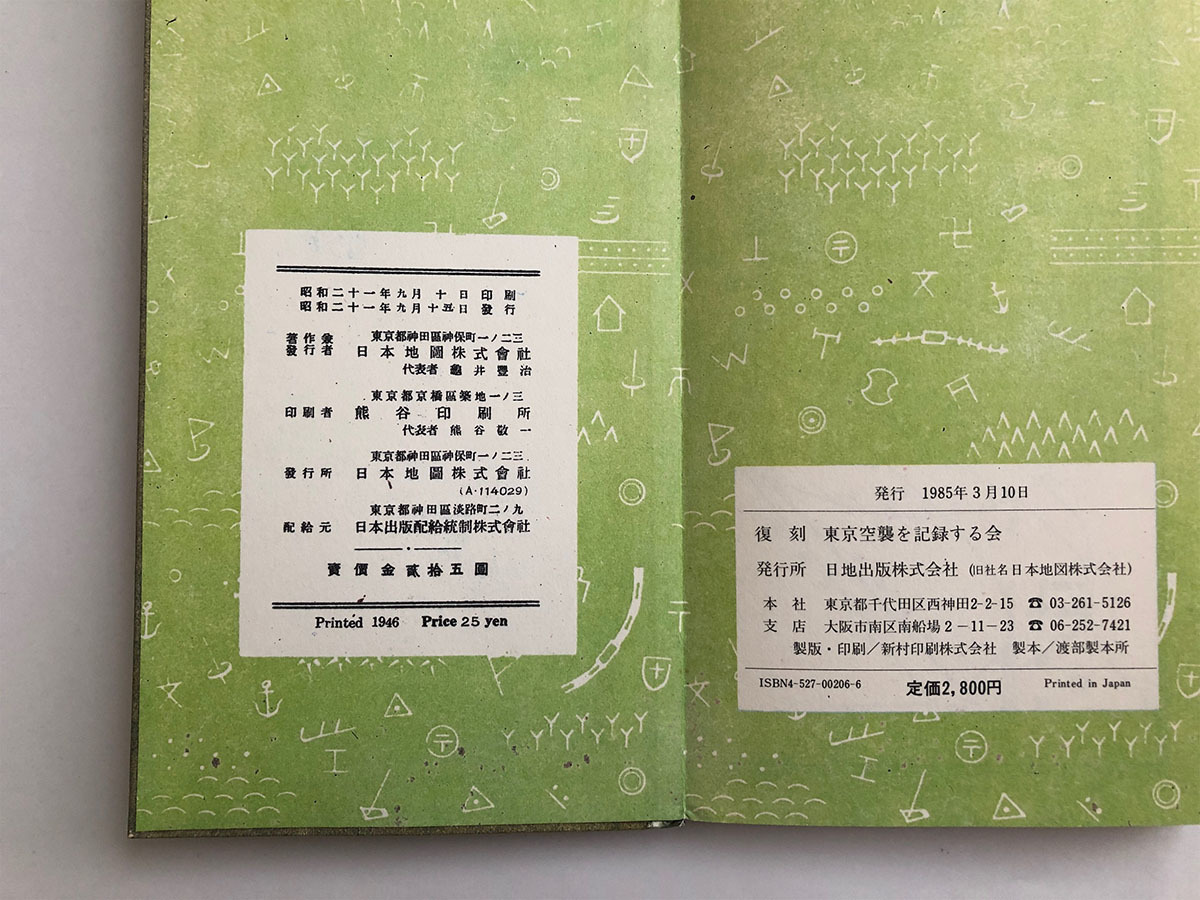 昭和二十一年九月十日印刷
昭和二十一年九月十五日發行
著作兼
發行者
東京都神田區神保町一ノ二三
日本地圖株式會社
代表者 龜井豐治
東京都京橋區築地一ノ三
印刷者 熊谷印刷所
代表者 熊谷敬一
東京都神田區神保町一ノ二三
發行所 日本地圖株式會社
(A·114029)
東京都神田區淡路町二ノ九
配給元 日本出版配給統制株式會社
賣價金貳拾五圓
Printed 1946 Price 25 yen
発行 1985年3月10日
復刻 東京空襲を記録する会
発行所 日地出版株式会社 (旧社名日本地図株式会社)
本社 東京都千代田区西神田2-2-15 ☎ 03-261-5126
支店 大阪市南区南船場2-11-23 ☎ 06-252-7421
製版・印刷／新村印刷株式会社 製本／渡部製本所
ISBN4-527-00206-6 定価2,800円 Printed in Japan